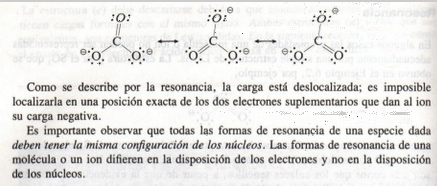 :O: :O:⊖ :O:⊖
C C C
⊖:O: :O:⊖ :O: :O:⊖ ⊖:O: :O:
Como se describe por la resonancia, la carga está deslocalizada; es imposible
localizarla en una posición exacta de los dos electrones suplementarios que dan al ion
su carga negativa.
Es importante observar que todas las formas de resonancia de una especie dada
deben tener la misma configuración de los núcleos. Las formas de resonancia de una
molécula o un ion difieren en la disposición de los electrones y no en la disposición
de los núcleos.